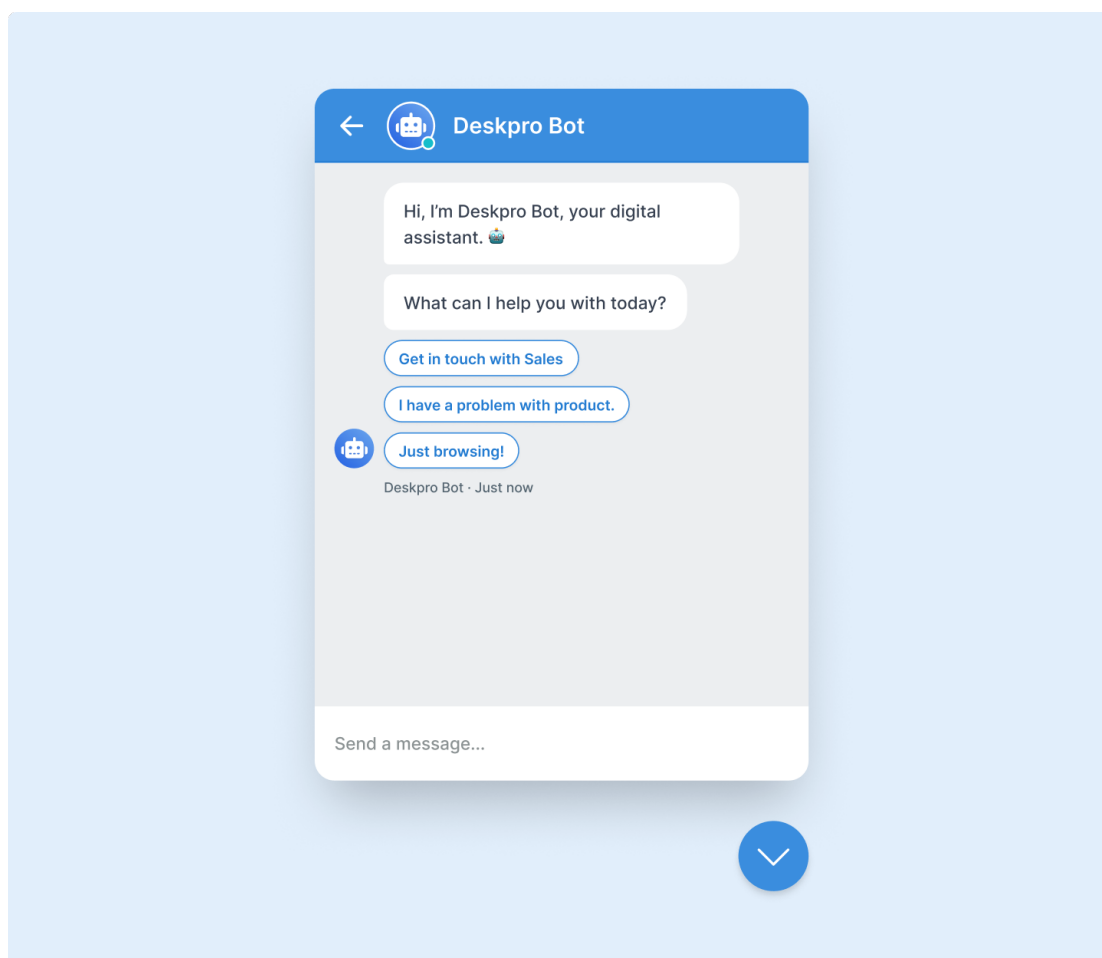 Deskpro Bot
Hi, I’m Deskpro Bot, your digital
assistant. 🤖
What can I help you with today?
Get in touch with Sales
I have a problem with product.
Just browsing!
Deskpro Bot · Just now
Send a message...